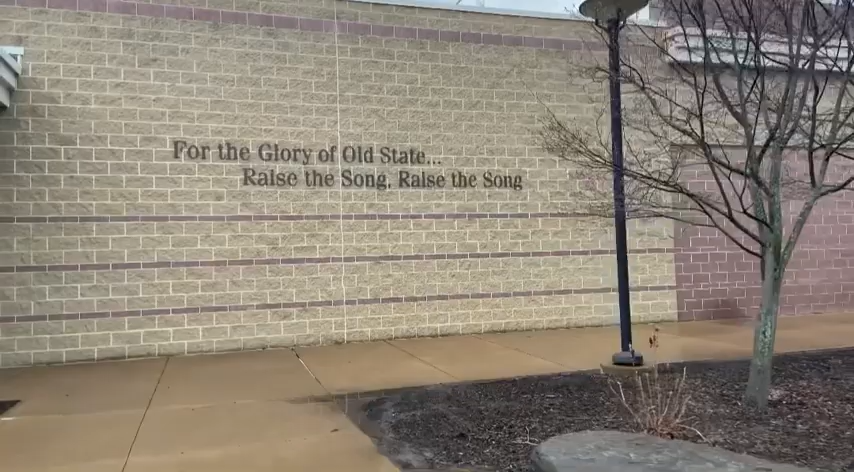 For the Glory of Old State...
Raise the Song, Raise the Song